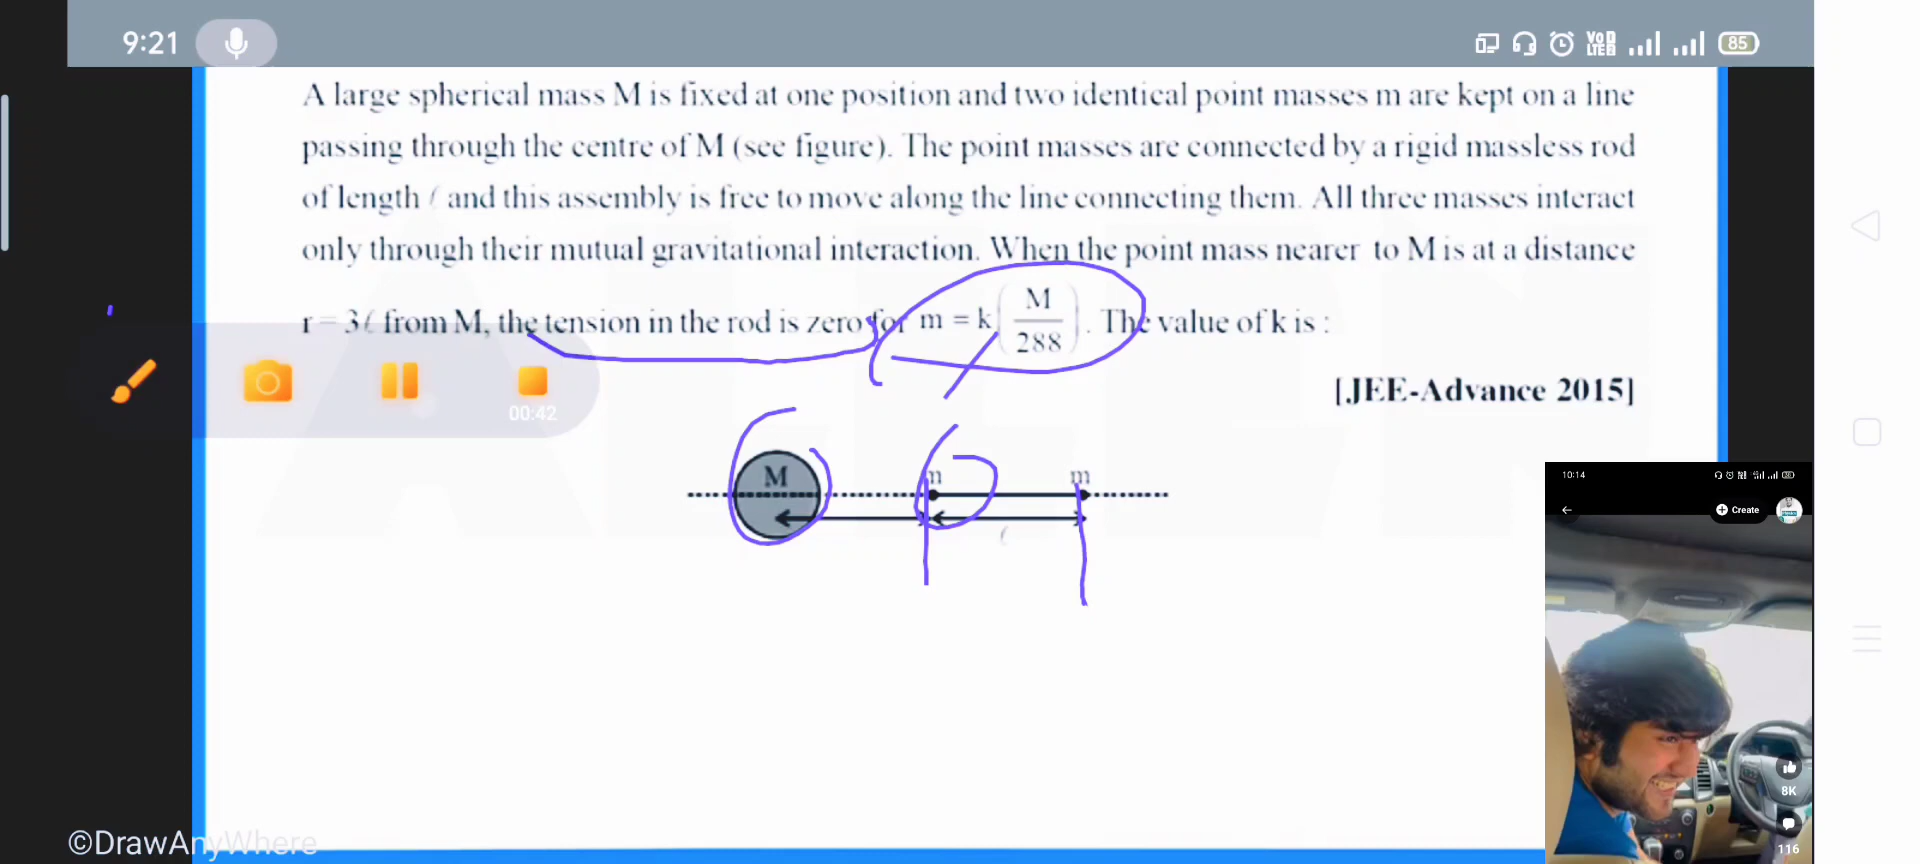 9:21
VoD
LTE2
85
A large spherical mass M is fixed at one position and two identical point masses m are kept on a line
passing through the centre of M (see figure). The point masses are connected by a rigid massless rod
of length ℓ and this assembly is free to move along the line connecting them. All three masses interact
only through their mutual gravitational interaction. When the point mass nearer to M is at a distance
r = 3ℓ from M, the tension in the rod is zero for m = k(M/288). The value of k is :
[JEE-Advance 2015]
00:42
M
m
m
ℓ
10:14
Create
8K
116
©DrawAnyWhere